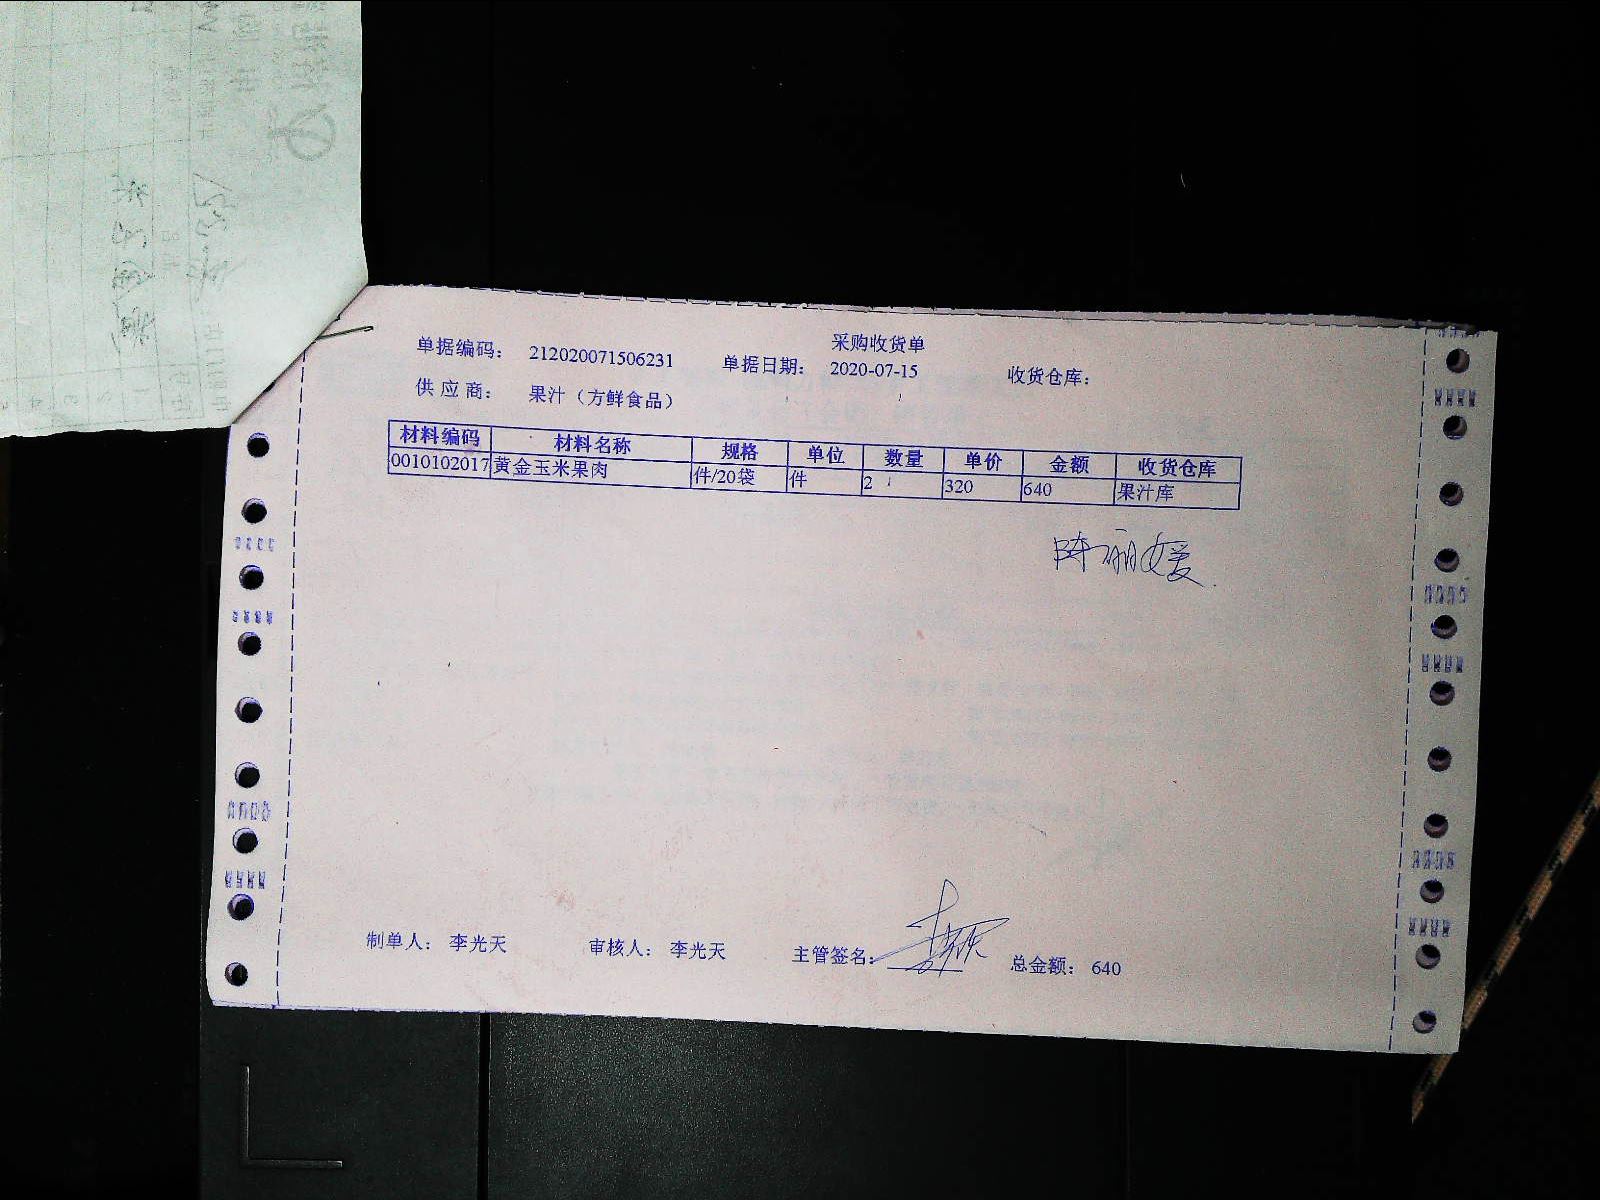 采购收货单
单据编码: 212020071506231 单据日期: 2020-07-15 收货仓库:
供 应 商: 果汁（方鲜食品）
材料编码 材料名称 规格 单位 数量 单价 金额 收货仓库
0010102017 黄金玉米果肉 件/20袋 件 2 320 640 果汁库
陈丽媛
制单人: 李光天 审核人: 李光天 主管签名: 总金额: 640